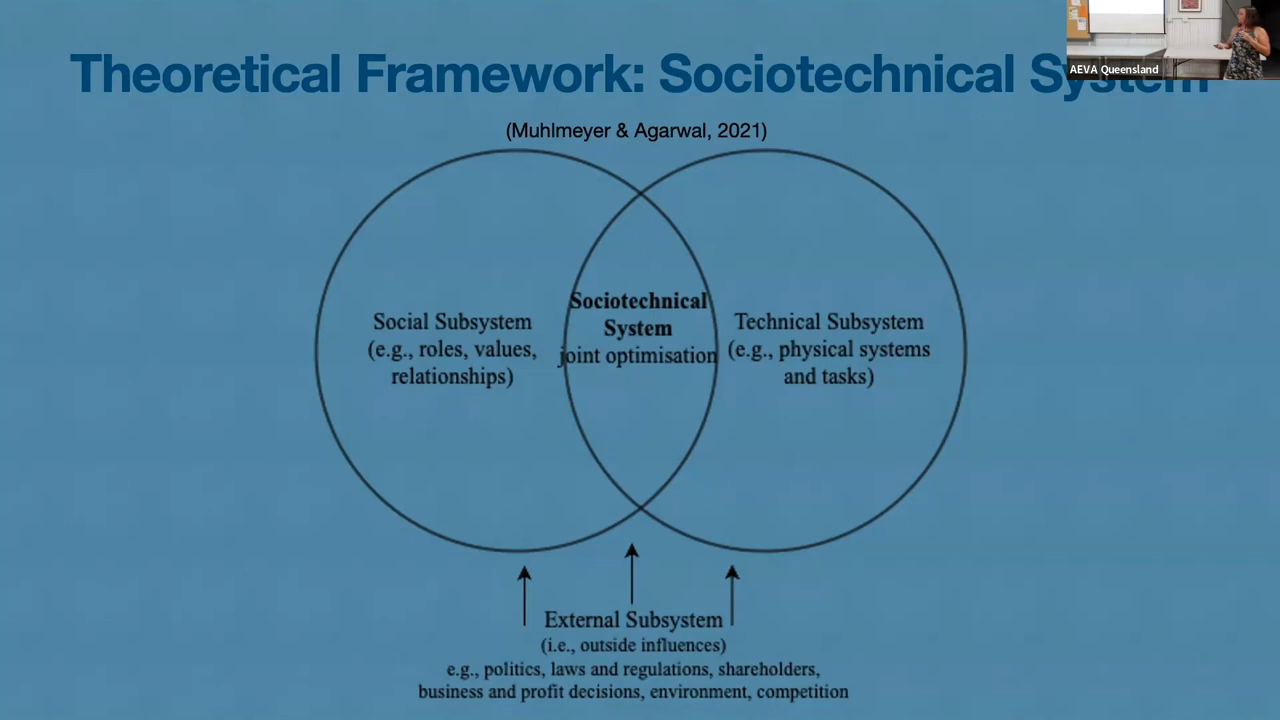 Theoretical Framework: Sociotechnical System
AEVA Queensland
(Muhlmeyer & Agarwal, 2021)
Social Subsystem
(e.g., roles, values,
relationships)
Sociotechnical
System
joint optimisation
Technical Subsystem
(e.g., physical systems
and tasks)
External Subsystem
(i.e., outside influences)
e.g., politics, laws and regulations, shareholders,
business and profit decisions, environment, competition